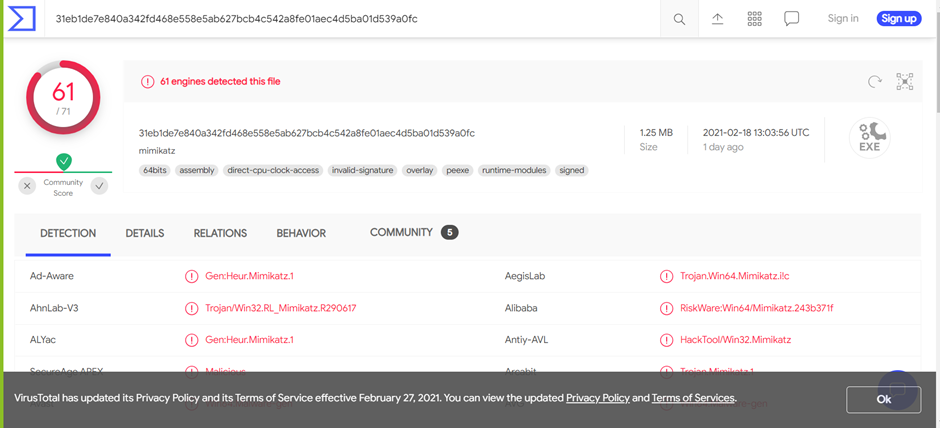 31eb1de7e840a342fd468e558e5ab627bcb4c542a8fe01aec4d5ba01d539a0fc
Sign in
Sign up
61
/ 71
Community
Score
61 engines detected this file
31eb1de7e840a342fd468e558e5ab627bcb4c542a8fe01aec4d5ba01d539a0fc
mimikatz
64bits assembly direct-cpu-clock-access invalid-signature overlay peexe runtime-modules signed
1.25 MB
Size
2021-02-18 13:03:56 UTC
1 day ago
EXE
DETECTION DETAILS RELATIONS BEHAVIOR COMMUNITY 5
Ad-Aware Gen:Heur.Mimikatz.1 AegisLab Trojan.Win64.Mimikatz.i!c
AhnLab-V3 Trojan/Win32.RL_Mimikatz.R290617 Alibaba RiskWare:Win64/Mimikatz.243b371f
ALYac Gen:Heur.Mimikatz.1 Antiy-AVL HackTool/Win32.Mimikatz
SecureAge APEX Malicious Arcabit Trojan.Mimikatz.1
VirusTotal has updated its Privacy Policy and its Terms of Service effective February 27, 2021. You can view the updated Privacy Policy and Terms of Services.
Ok